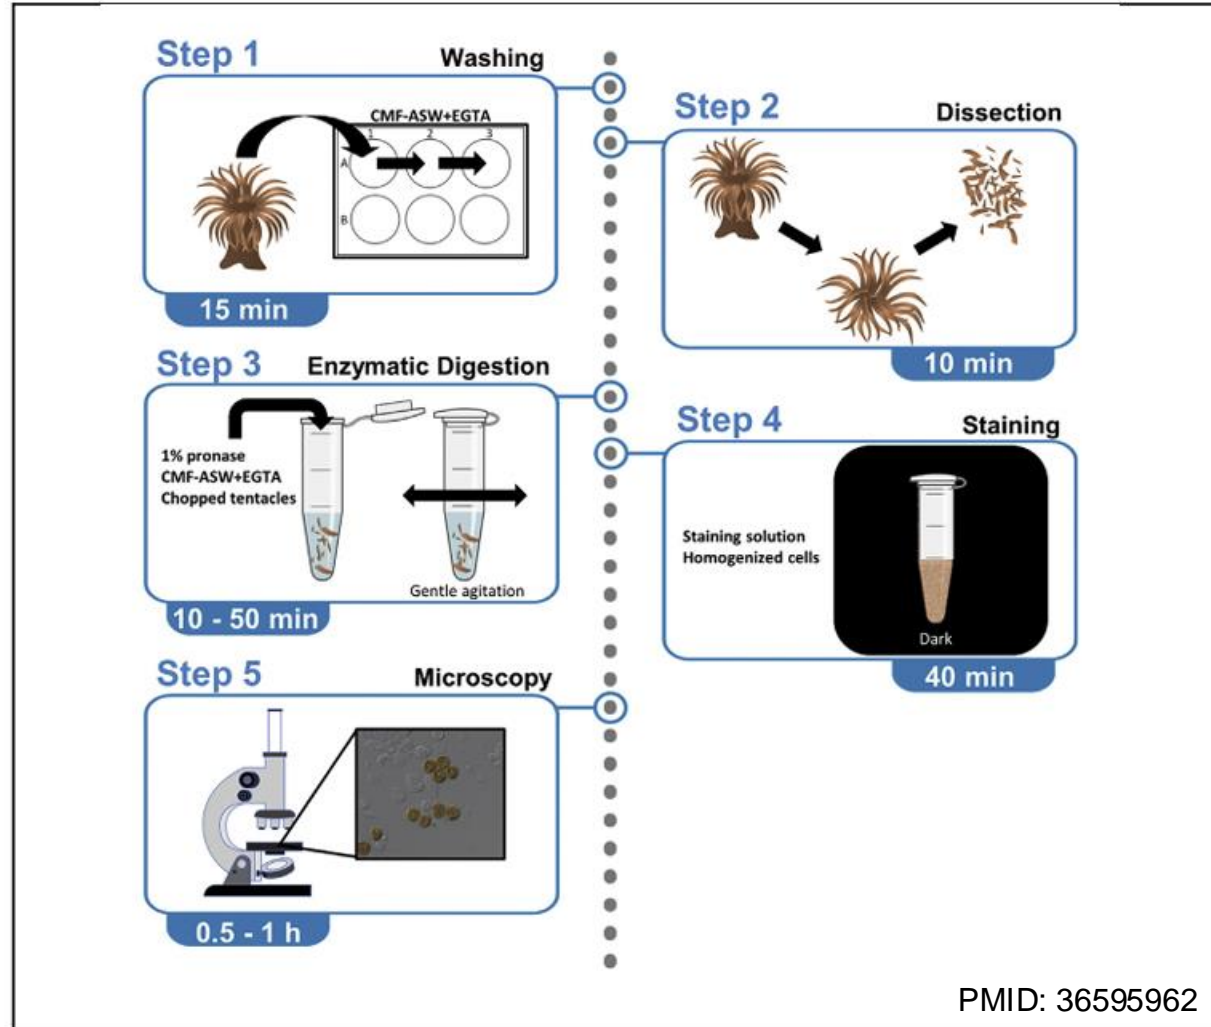 Step 1
Washing
CMF-ASW+EGTA
1 2 3
A
B
15 min
Step 2
Dissection
10 min
Step 3
Enzymatic Digestion
1% pronase
CMF-ASW+EGTA
Chopped tentacles
Gentle agitation
10 - 50 min
Step 4
Staining
Staining solution
Homogenized cells
Dark
40 min
Step 5
Microscopy
0.5 - 1 h
PMID: 36595962